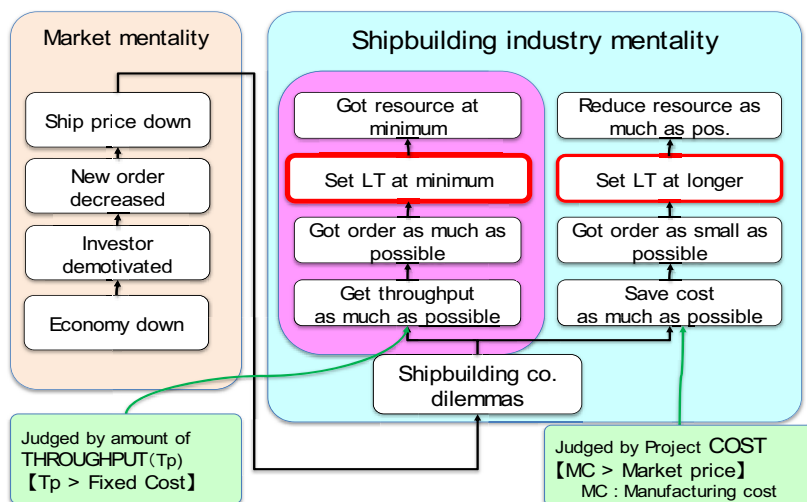 Market mentality
Ship price down
New order
decreased
Investor
demotivated
Economy down
Shipbuilding industry mentality
Got resource at
minimum
Set LT at minimum
Got order as much as
possible
Get throughput
as much as possible
Reduce resource as
much as pos.
Set LT at longer
Got order as small as
possible
Save cost
as much as possible
Shipbuilding co.
dilemmas
Judged by amount of
THROUGHPUT(Tp)
【Tp > Fixed Cost】
Judged by Project COST
【MC > Market price】
MC : Manufacturing cost